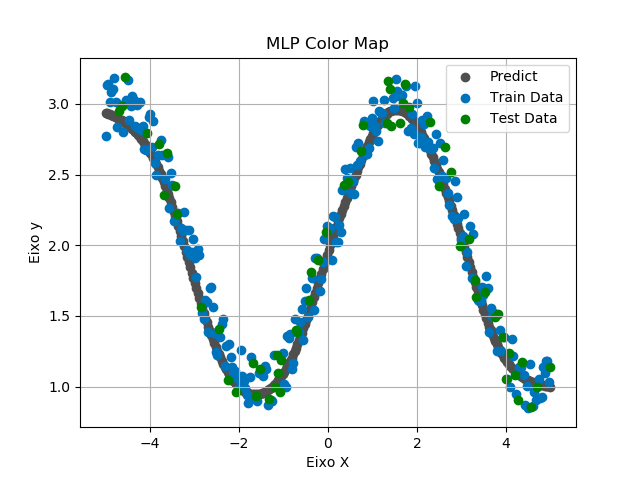 MLP Color Map
Predict
Train Data
Test Data
Eixo y
3.0
2.5
2.0
1.5
1.0
−4
−2
0
2
4
Eixo X